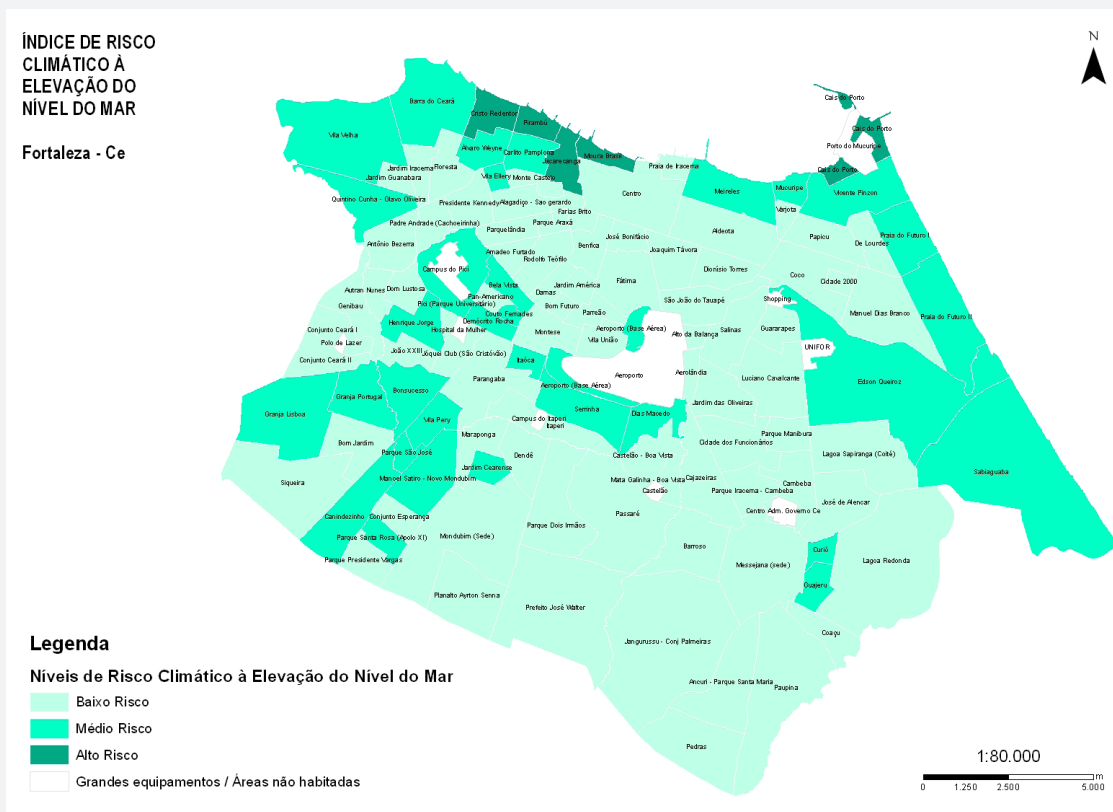 ÍNDICE DE RISCO
CLIMÁTICO À
ELEVAÇÃO DO
NÍVEL DO MAR
Fortaleza - Ce
N
Barra do Ceará
Cais do Porto
Cristo Redentor
Pirambú
Cais do Porto
Vila Velha
Álvaro Weyne
Carlito Pamplona
Jacarecanga
Moura Brasil
Porto do Mucuripe
Jardim Iracema
Floresta
Praia de Iracema
Cais do Porto
Jardim Guanabara
Vila Ellery
Monte Castelo
Centro
Meireles
Mucuripe
Vicente Pinzon
Quintino Cunha - Olavo Oliveira
Presidente Kennedy
Alagadiço - Sao gerardo
Farias Brito
Varjota
Padre Andrade (Cachoeirinha)
Parquelândia
Parque Araxá
José Bonifácio
Aldeota
Papicu
Praia do Futuro I
Antônio Bezerra
Amadeu Furtado
Rodolfo Teófilo
Benfica
Joaquim Távora
De Lourdes
Campus do Pici
Bela Vista
Damas
Jardim América
Fátima
Dionísio Torres
Coco
Cidade 2000
Autran Nunes
Dom Lustosa
Pan-Americano
Genibau
Pici (Parque Universitário)
Couto Fernades
Bom Futuro
Parreão
São João do Tauapé
Shopping
Manuel Dias Branco
Praia do Futuro II
Henrique Jorge
Demócrito Rocha
Conjunto Ceará I
Hospital da Mulher
Montese
Aeroporto (Base Aérea)
Vila União
Alto da Balança
Salinas
Guararapes
Polo de Lazer
João XXIII
Jóquei Club (São Cristóvão)
UNIFOR
Conjunto Ceará II
Itaóca
Parangaba
Aeroporto (Base Aérea)
Aeroporto
Aerolândia
Luciano Cavalcante
Edson Queiroz
Bonsucesso
Granja Portugal
Granja Lisboa
Vila Pery
Campus do Itaperi
Itaperi
Serrinha
Dias Macedo
Jardim das Oliveiras
Bom Jardim
Maraponga
Cidade dos Funcionários
Parque Manibura
Parque São José
Dendê
Castelão - Boa Vista
Lagoa Sapiranga (Coité)
Sabiaguaba
Siqueira
Jardim Cearense
Manoel Satiro - Novo Mondubim
Mata Galinha - Boa Vista
Cajazeiras
Cambeba
Castelão
Parque Iracema - Cambeba
José de Alencar
Canindezinho
Conjunto Esperança
Passaré
Centro Adm. Governo Ce
Parque Dois Irmãos
Parque Santa Rosa (Apolo XI)
Mondubim (Sede)
Barroso
Curió
Parque Presidente Vargas
Messejana (sede)
Lagoa Redonda
Guajeru
Planalto Ayrton Senna
Prefeito José Walter
Jangurussu - Conj Palmeiras
Coaçu
Ancuri - Parque Santa Maria
Paupina
Pedras
Legenda
Níveis de Risco Climático à Elevação do Nível do Mar
Baixo Risco
Médio Risco
Alto Risco
Grandes equipamentos / Áreas não habitadas
1:80.000
m
0 1.250 2.500 5.000